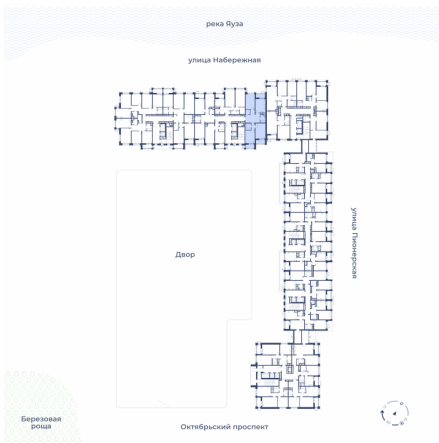 река Яуза
улица Набережная
улица Пионерская
Двор
Березовая
роща
Октябрьский проспект